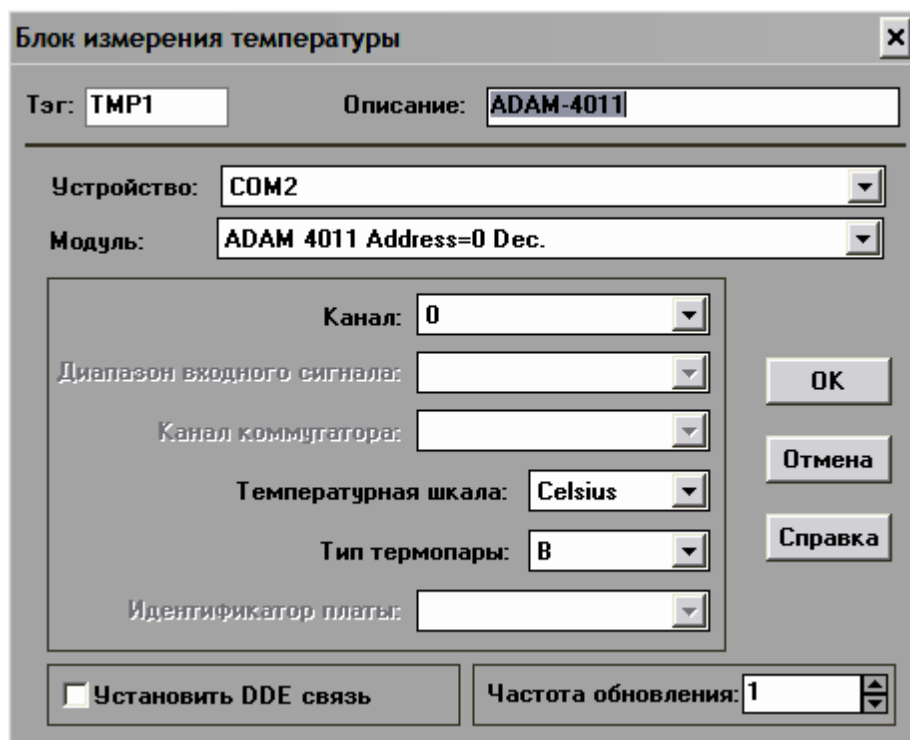 Блок измерения температуры
Тэг: TMP1 Описание: ADAM-4011
Устройство: COM2
Модуль: ADAM 4011 Address=0 Dec.
Канал: 0
Диапазон входного сигнала:
OK
Канал коммутатора:
Отмена
Температурная шкала: Celsius
Тип термопары: B
Справка
Идентификатор платы:
Установить DDE связь Частота обновления: 1